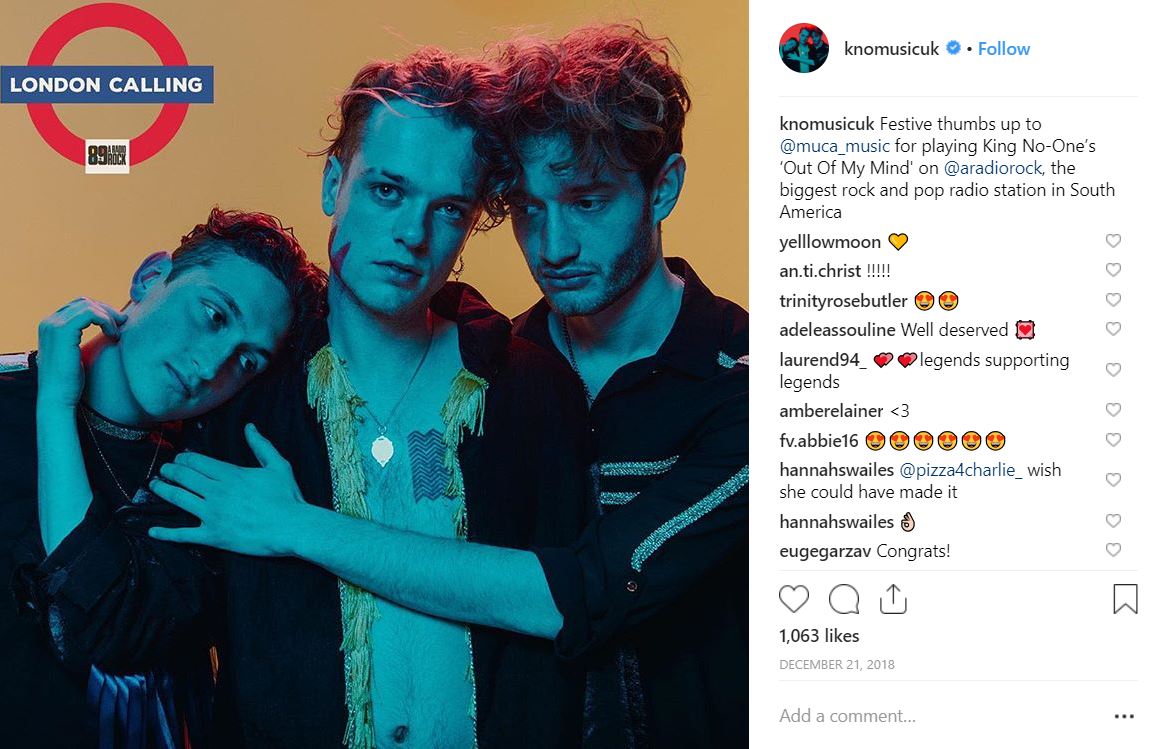 LONDON CALLING
89 A RADIO ROCK
knomusicuk • Follow
knomusicuk Festive thumbs up to
@muca_music for playing King No-One’s
‘Out Of My Mind' on @aradiorock, the
biggest rock and pop radio station in South
America
yelllowmoon 💛
an.ti.christ !!!!!
trinityrosebutler 😍😍
adeleassouline Well deserved 💟
laurend94_ 💕💕legends supporting
legends
amberelainer <3
fv.abbie16 😍😍😍😍😍😍
hannahswailes @pizza4charlie_ wish
she could have made it
hannahswailes 👌🏻
eugegarzav Congrats!
1,063 likes
DECEMBER 21, 2018
Add a comment...